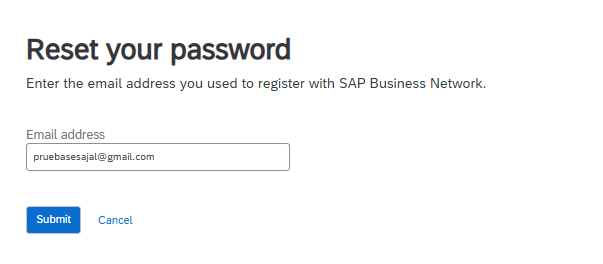 Reset your password
Enter the email address you used to register with SAP Business Network.
Email address
pruebasesajal@gmail.com
Submit
Cancel